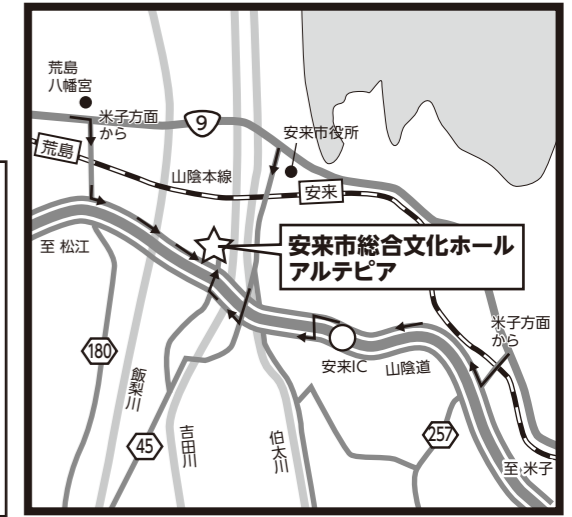 荒島
八幡宮
米子方面
から
9
安来市役所
荒島
山陰本線
安来
至 松江
安来市総合文化ホール
アルテピア
米子方面
から
180
飯梨川
安来IC
山陰道
45
吉田川
伯太川
257
至 米子